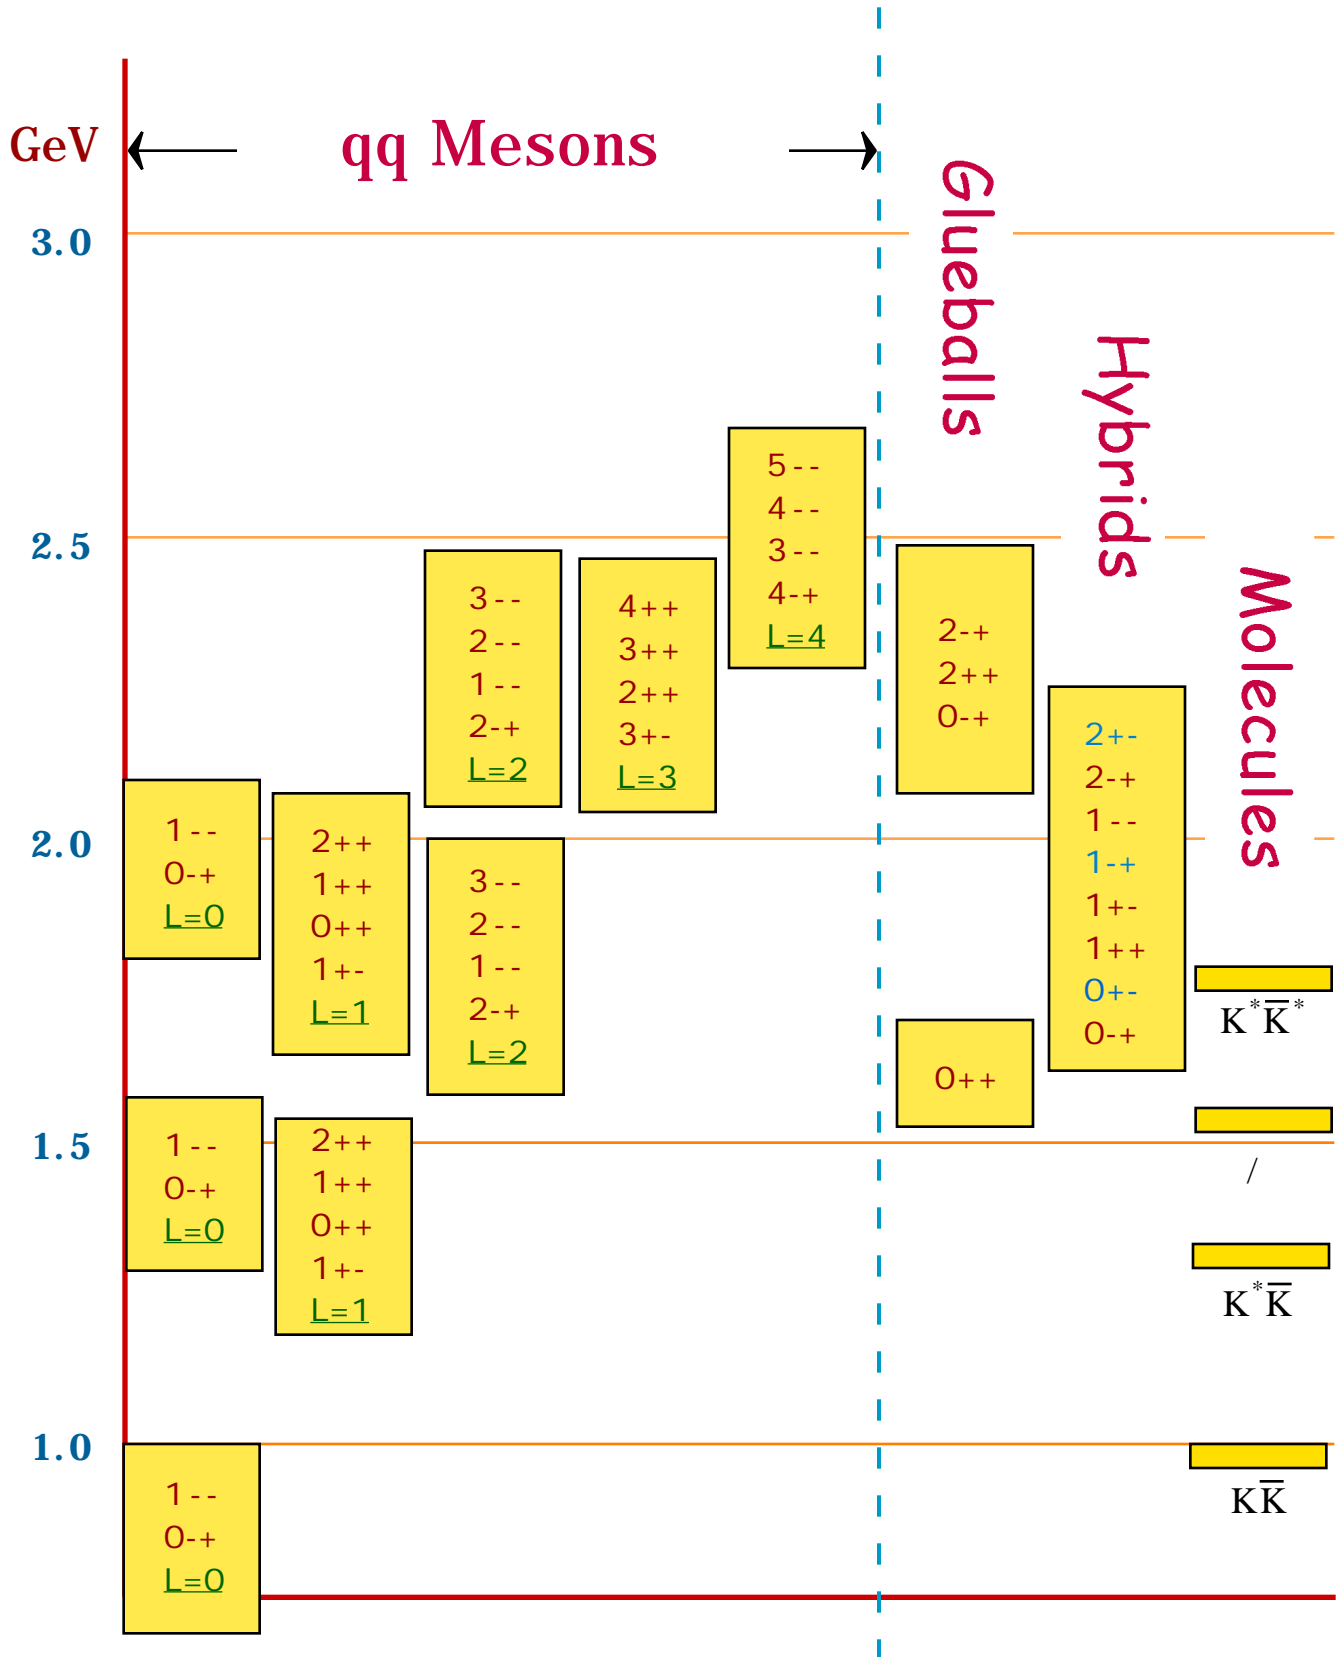 GeV
qq Mesons
Glueballs
Hybrids
Molecules
3.0
2.5
2.0
1.5
1.0
1--
0-+
L=0
1--
0-+
L=0
1--
0-+
L=0
2++
1++
0++
1+-
L=1
2++
1++
0++
1+-
L=1
3--
2--
1--
2-+
L=2
3--
2--
1--
2-+
L=2
4++
3++
2++
3+-
L=3
5--
4--
3--
4-+
L=4
2-+
2++
0-+
0++
2+-
2-+
1--
1-+
1+-
1++
0+-
0-+
K*K̅*
/
K*K̅
KK̅